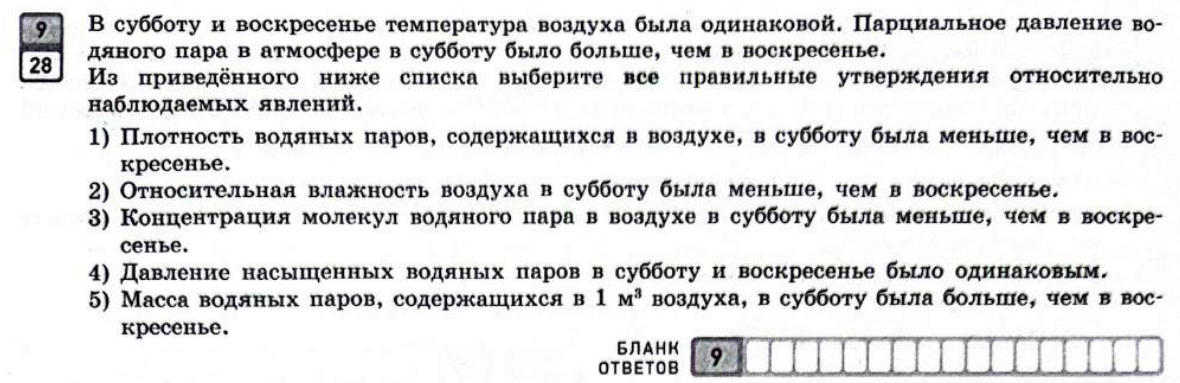 9
28
В субботу и воскресенье температура воздуха была одинаковой. Парциальное давление во-
дяного пара в атмосфере в субботу было больше, чем в воскресенье.
Из приведённого ниже списка выберите все правильные утверждения относительно
наблюдаемых явлений.
1) Плотность водяных паров, содержащихся в воздухе, в субботу была меньше, чем в вос-
кресенье.
2) Относительная влажность воздуха в субботу была меньше, чем в воскресенье.
3) Концентрация молекул водяного пара в воздухе в субботу была меньше, чем в воскре-
сенье.
4) Давление насыщенных водяных паров в субботу и воскресенье было одинаковым.
5) Масса водяных паров, содержащихся в 1 м³ воздуха, в субботу была больше, чем в вос-
кресенье.
БЛАНК
ОТВЕТОВ 9